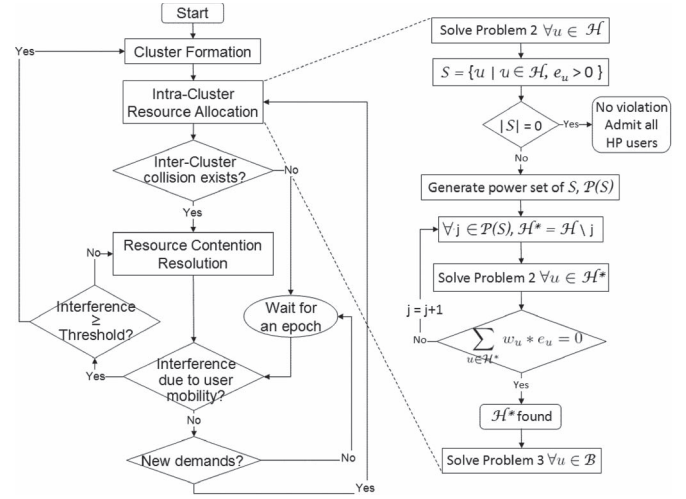 Start
Yes
Cluster Formation
Intra-Cluster
Resource Allocation
Inter-Cluster
collision exists?
No
Yes
No
Resource Contention
Resolution
Interference
≥
Threshold?
Wait for
an epoch
Yes
Interference
due to user
mobility?
No
New demands?
No
Yes
Solve Problem 2 ∀u ∈ ℋ
S = {u | u ∈ ℋ, e_u > 0 }
|S| = 0
Yes
No violation
Admit all
HP users
No
Generate power set of S, 𝒫(S)
∀ j ∈ 𝒫(S), ℋ* = ℋ \ j
Solve Problem 2 ∀u ∈ ℋ*
j = j+1
No
∑_{u∈ℋ*} w_u * e_u = 0
Yes
ℋ* found
Solve Problem 3 ∀u ∈ ℬ